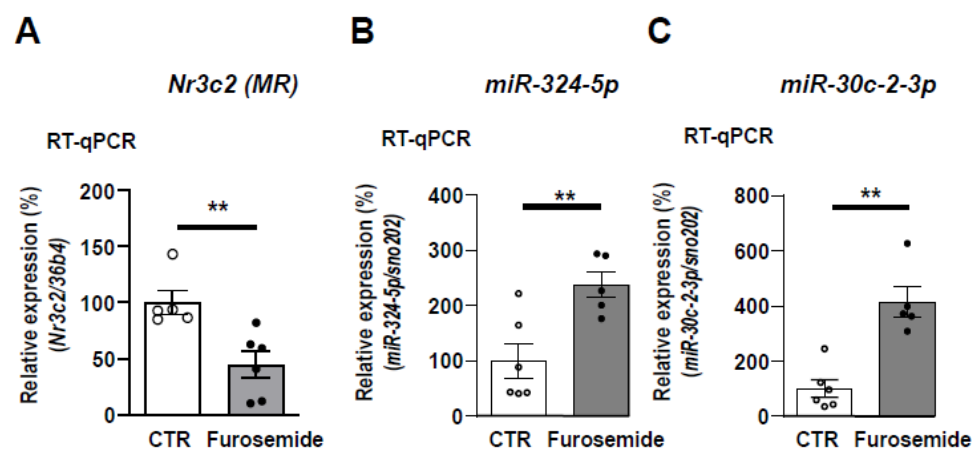 A
Nr3c2 (MR)
RT-qPCR
Relative expression (%)
(Nr3c2/36b4)
200
150
100
50
0
**
CTR Furosemide
B
miR-324-5p
RT-qPCR
Relative expression (%)
(miR-324-5p/sno202)
400
300
200
100
0
**
CTR Furosemide
C
miR-30c-2-3p
RT-qPCR
Relative expression (%)
(miR-30c-2-3p/sno202)
800
600
400
200
0
**
CTR Furosemide